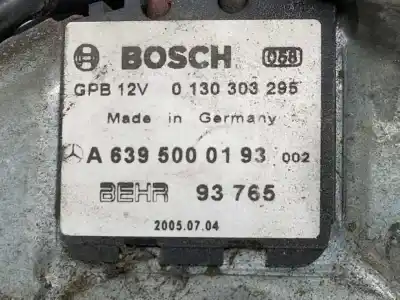 BOSCH 068
GPB 12V 0 130 303 295
Made in Germany
A 639 500 01 93 002
BEHR 93 765
2005.07.04